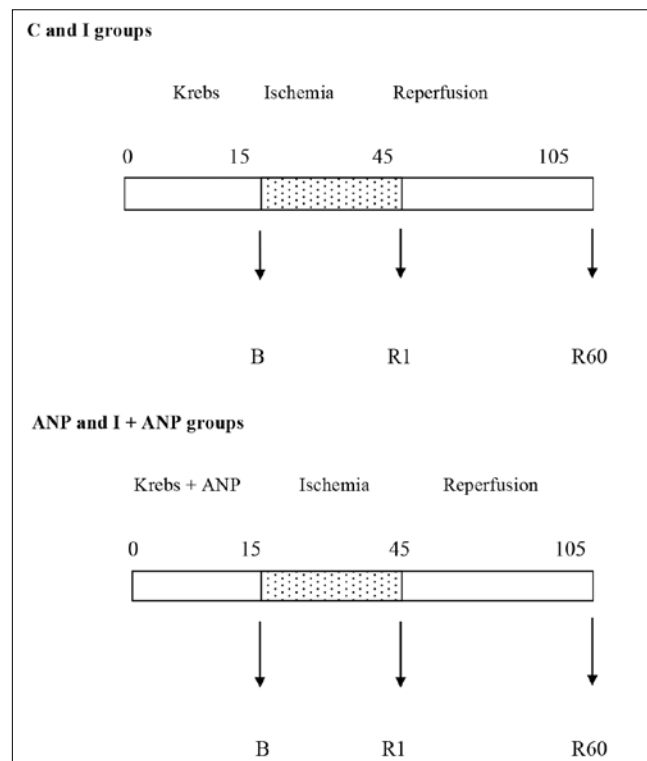 C and I groups
Krebs Ischemia Reperfusion
0 15 45 105
B R1 R60
ANP and I + ANP groups
Krebs + ANP Ischemia Reperfusion
0 15 45 105
B R1 R60